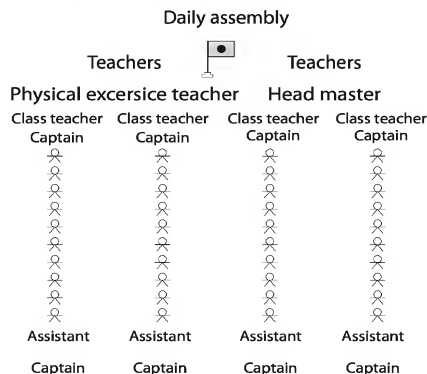 Daily assembly
Teachers Teachers
Physical excersice teacher Head master
Class teacher Class teacher Class teacher Class teacher
Captain Captain Captain Captain
Assistant Assistant Assistant Assistant
Captain Captain Captain Captain